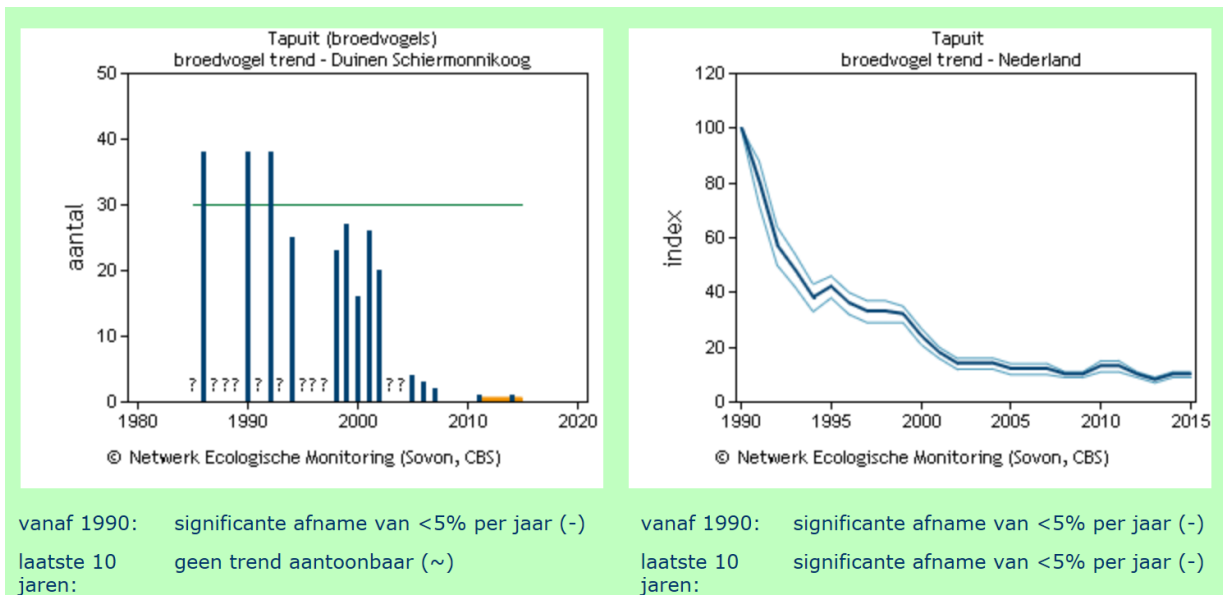 Tapuit (broedvogels)
broedvogel trend - Duinen Schiermonnikoog
50
40
30
20
10
0
aantal
? ??? ? ? ??? ??
1980 1990 2000 2010 2020
© Netwerk Ecologische Monitoring (Sovon, CBS)
vanaf 1990: significante afname van <5% per jaar (-)
laatste 10 geen trend aantoonbaar (~)
jaren:
Tapuit
broedvogel trend - Nederland
120
100
80
60
40
20
0
index
1990 1995 2000 2005 2010 2015
© Netwerk Ecologische Monitoring (Sovon, CBS)
vanaf 1990: significante afname van <5% per jaar (-)
laatste 10 significante afname van <5% per jaar (-)
jaren: